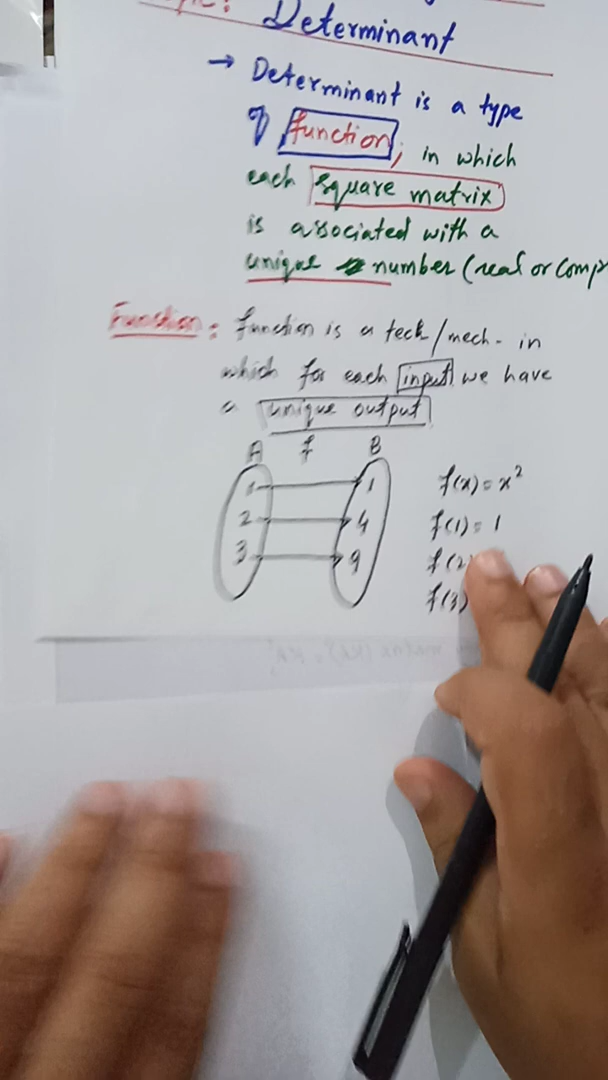 Determinant
→ Determinant is a type
of function, in which
each square matrix
is associated with a
unique number (real or comp
Function: function is a tech/mech. in
which for each input we have
a unique output
A f B
1 1
2 4
3 9
f(x) = x²
f(1) = 1
f(2
f(3)